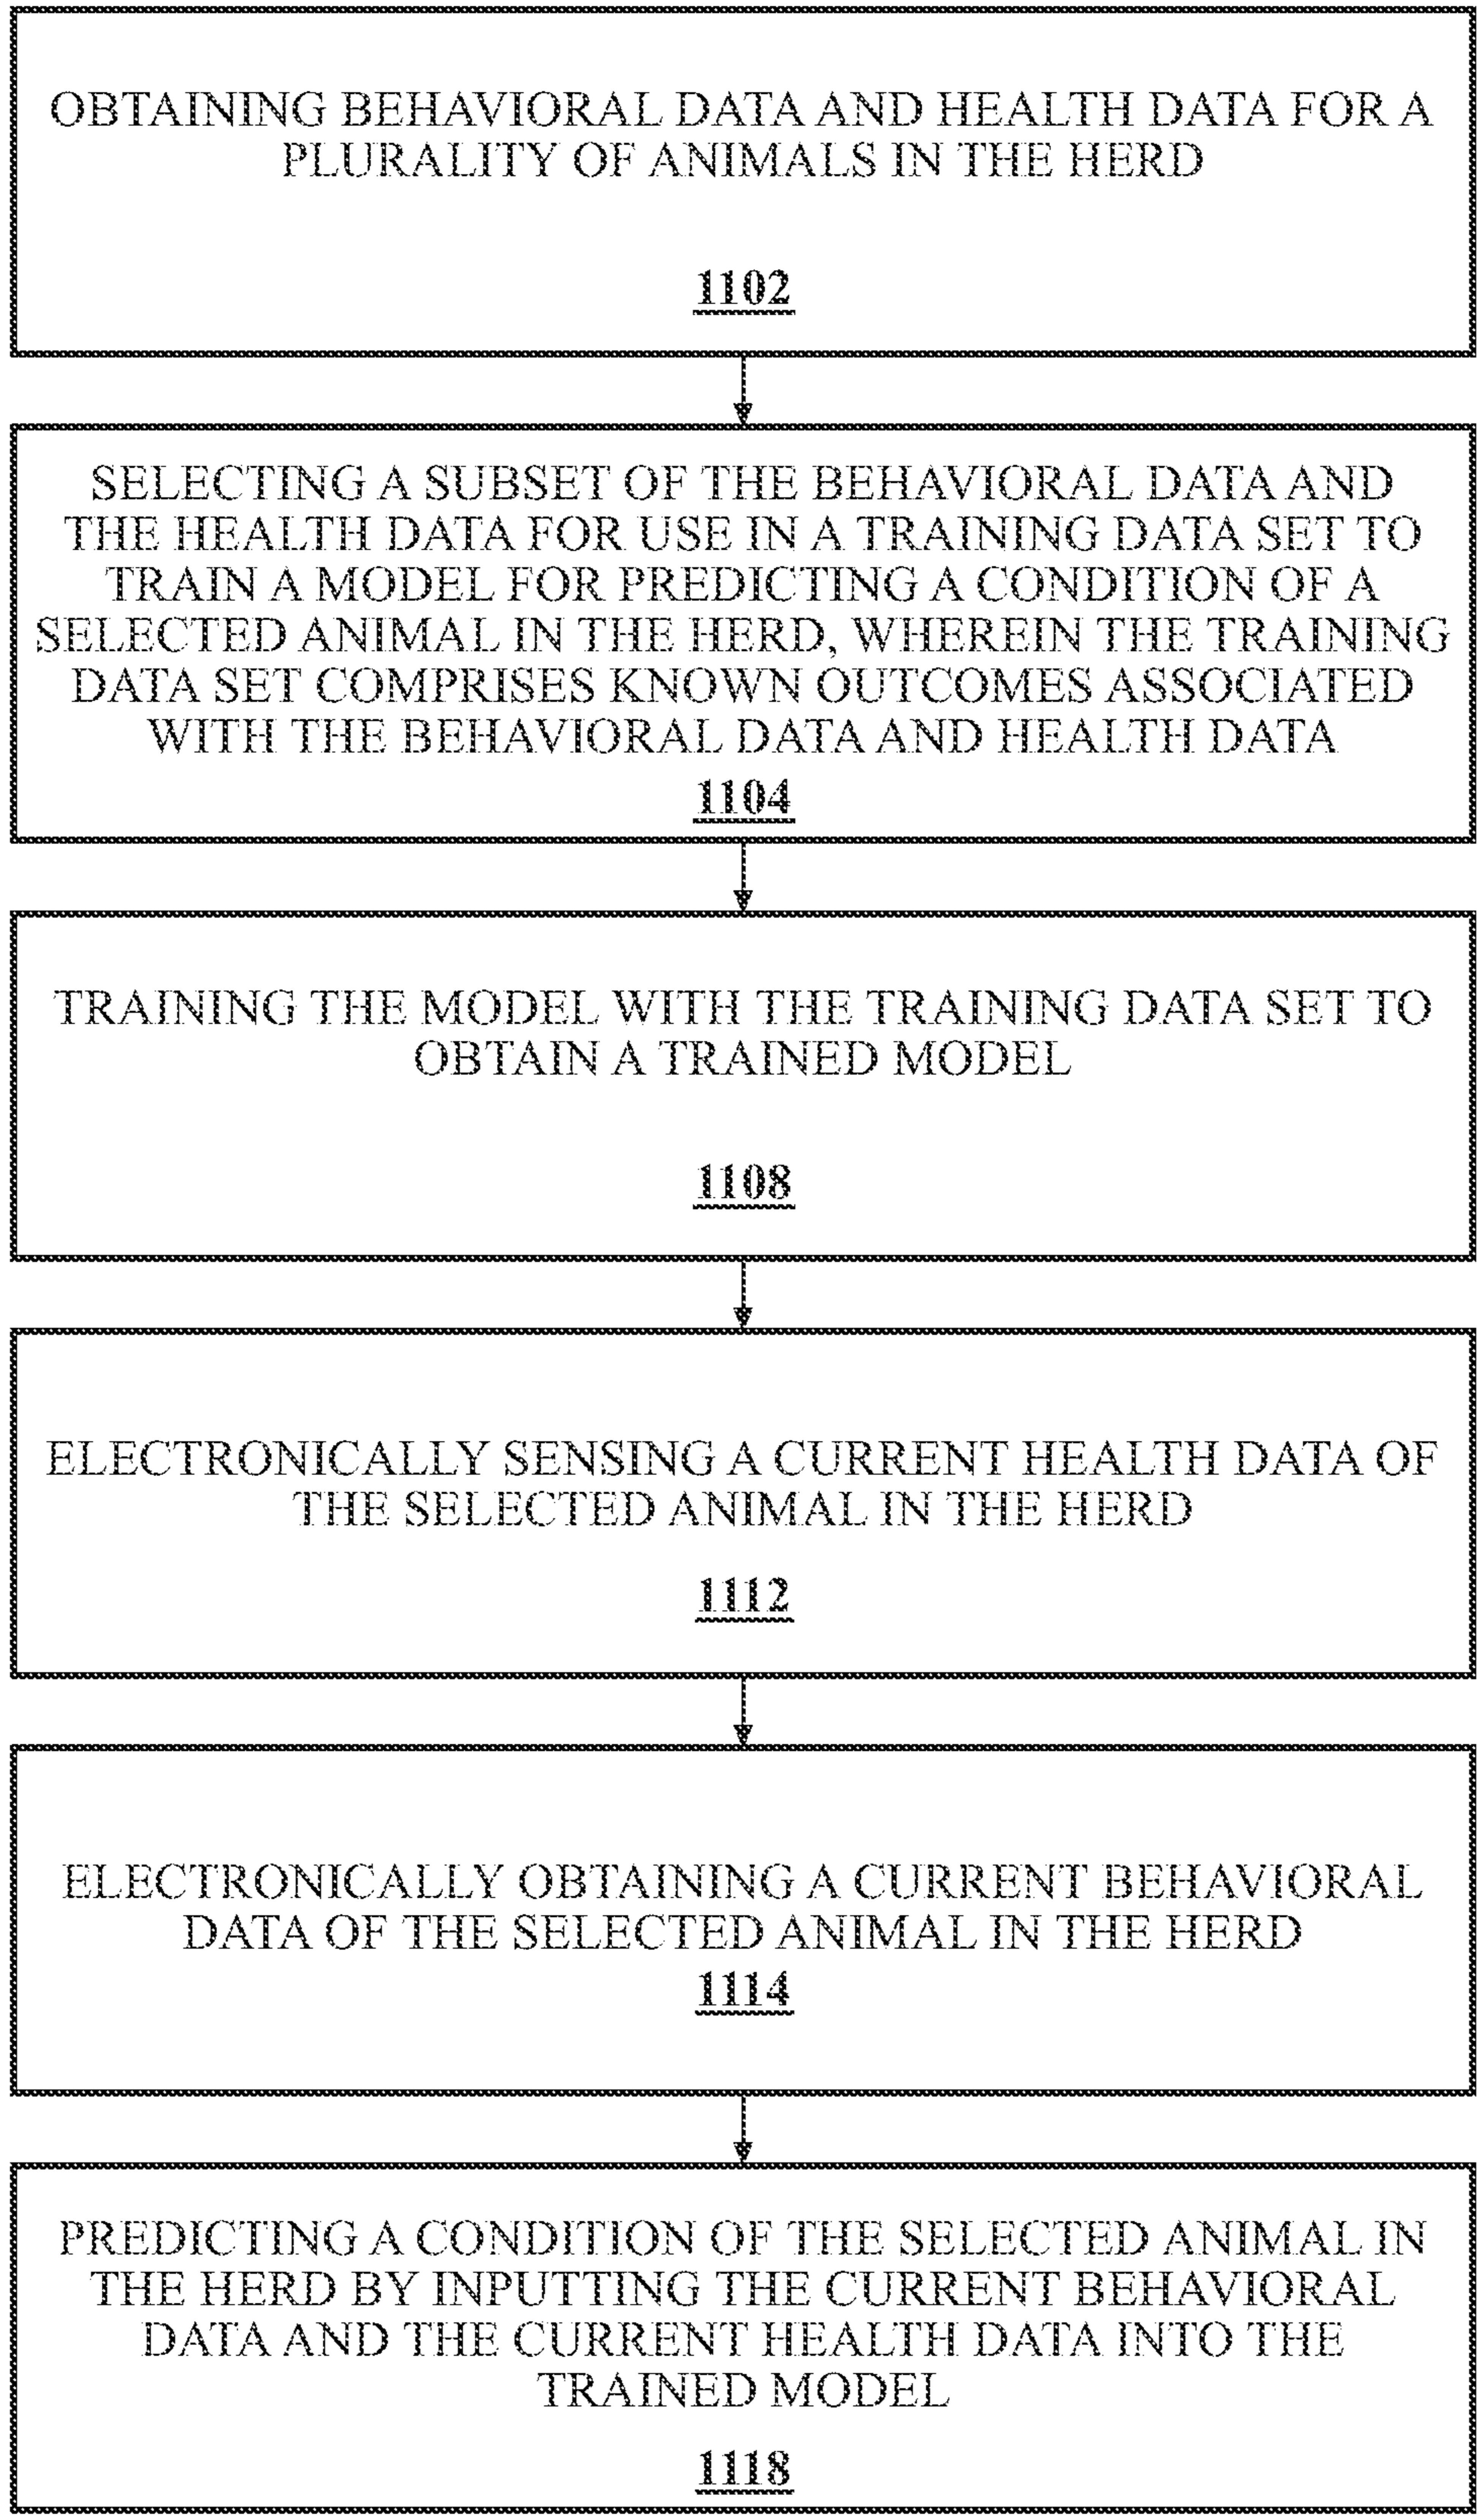 OBTAINING BEHAVIORAL DATA AND HEALTH DATA FOR A
PLURALITY OF ANIMALS IN THE HERD
1102
SELECTING A SUBSET OF THE BEHAVIORAL DATA AND
THE HEALTH DATA FOR USE IN A TRAINING DATA SET TO
TRAIN A MODEL FOR PREDICTING A CONDITION OF A
SELECTED ANIMAL IN THE HERD, WHEREIN THE TRAINING
DATA SET COMPRISES KNOWN OUTCOMES ASSOCIATED
WITH THE BEHAVIORAL DATA AND HEALTH DATA
1104
TRAINING THE MODEL WITH THE TRAINING DATA SET TO
OBTAIN A TRAINED MODEL
1108
ELECTRONICALLY SENSING A CURRENT HEALTH DATA OF
THE SELECTED ANIMAL IN THE HERD
1112
ELECTRONICALLY OBTAINING A CURRENT BEHAVIORAL
DATA OF THE SELECTED ANIMAL IN THE HERD
1114
PREDICTING A CONDITION OF THE SELECTED ANIMAL IN
THE HERD BY INPUTTING THE CURRENT BEHAVIORAL
DATA AND THE CURRENT HEALTH DATA INTO THE
TRAINED MODEL
1118